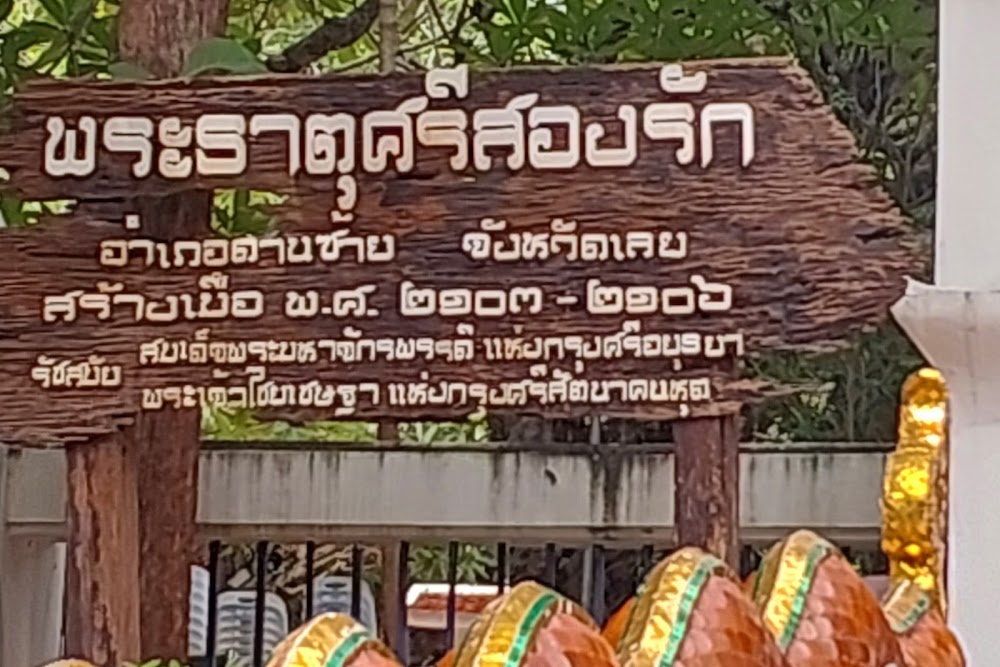 พระธาตุศรีสองรัก
อำเภอด่านซ้าย จังหวัดเลย
สร้างเมื่อ พ.ศ. ๒๑๐๓ - ๒๑๐๖
รัชสมัย
สมเด็จพระมหาจักรพรรดิ แห่งกรุงศรีอยุธยา
พระเจ้าไชยเชษฐา แห่งกรุงศรีสัตนาคนหุต